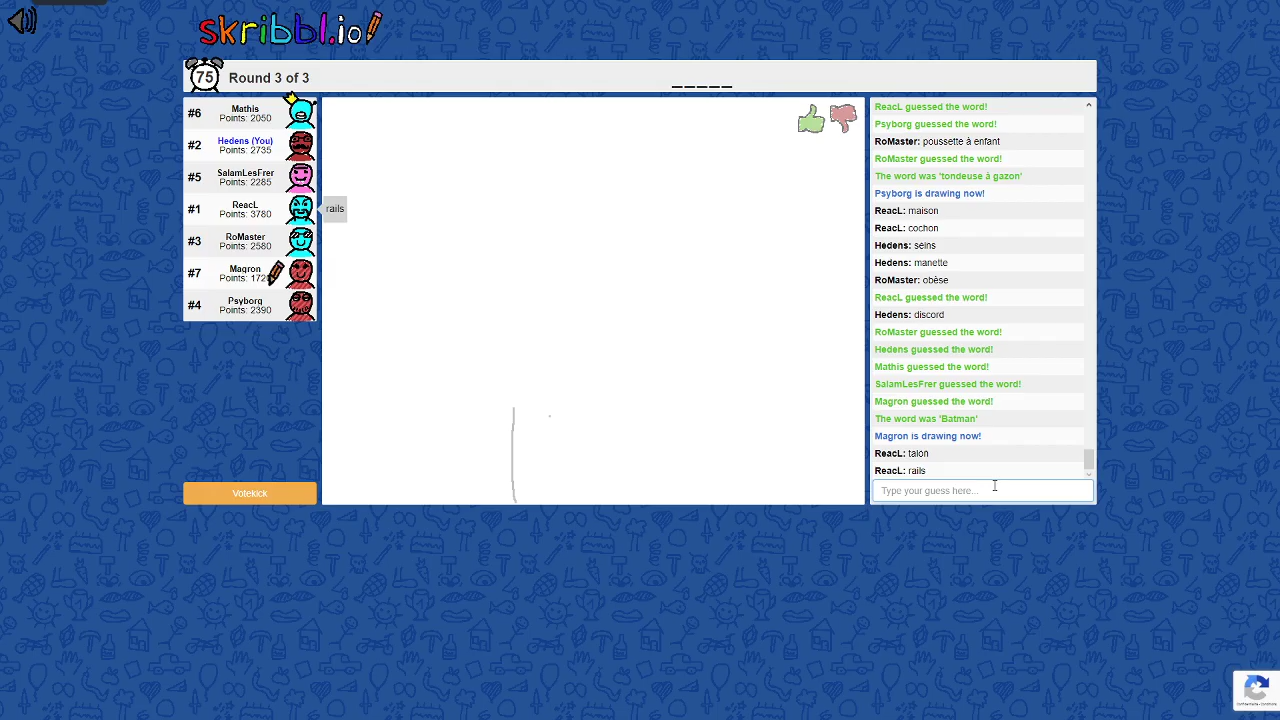 skribbl.io
75
Round 3 of 3
_ _ _ _ _
#6
Mathis
Points: 2050
#2
Hedens (You)
Points: 2735
#5
SalamLesFrer
Points: 2285
#1
ReacL
Points: 3780
rails
#3
RoMaster
Points: 2580
#7
Magron
Points: 172
#4
Psyborg
Points: 2390
Votekick
ReacL guessed the word!
Psyborg guessed the word!
RoMaster: poussette à enfant
RoMaster guessed the word!
The word was 'tondeuse à gazon'
Psyborg is drawing now!
ReacL: maison
ReacL: cochon
Hedens: seins
Hedens: manette
RoMaster: obèse
ReacL guessed the word!
Hedens: discord
RoMaster guessed the word!
Hedens guessed the word!
Mathis guessed the word!
SalamLesFrer guessed the word!
Magron guessed the word!
The word was 'Batman'
Magron is drawing now!
ReacL: talon
ReacL: rails
Type your guess here...